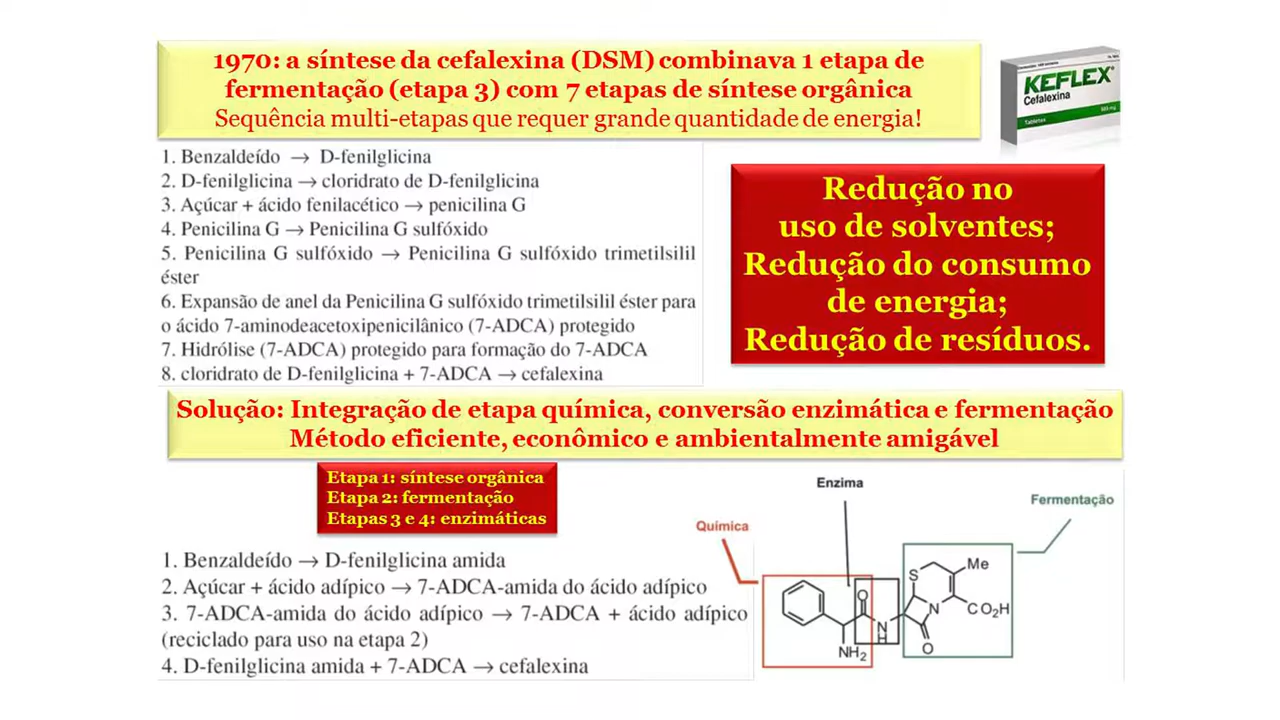 1970: a síntese da cefalexina (DSM) combinava 1 etapa de
fermentação (etapa 3) com 7 etapas de síntese orgânica
Sequência multi-etapas que requer grande quantidade de energia!
KEFLEX
Cefalexina
Tabletas
500 mg
1. Benzaldeído → D-fenilglicina
2. D-fenilglicina → cloridrato de D-fenilglicina
3. Açúcar + ácido fenilacético → penicilina G
4. Penicilina G → Penicilina G sulfóxido
5. Penicilina G sulfóxido → Penicilina G sulfóxido trimetilsilil
éster
6. Expansão de anel da Penicilina G sulfóxido trimetilsilil éster para
o ácido 7-aminodeacetoxipenicilânico (7-ADCA) protegido
7. Hidrólise (7-ADCA) protegido para formação do 7-ADCA
8. cloridrato de D-fenilglicina + 7-ADCA → cefalexina
Redução no
uso de solventes;
Redução do consumo
de energia;
Redução de resíduos.
Solução: Integração de etapa química, conversão enzimática e fermentação
Método eficiente, econômico e ambientalmente amigável
Etapa 1: síntese orgânica
Etapa 2: fermentação
Etapas 3 e 4: enzimáticas
1. Benzaldeído → D-fenilglicina amida
2. Açúcar + ácido adípico → 7-ADCA-amida do ácido adípico
3. 7-ADCA-amida do ácido adípico → 7-ADCA + ácido adípico
(reciclado para uso na etapa 2)
4. D-fenilglicina amida + 7-ADCA → cefalexina
Enzima
Fermentação
Química
Me
S
O
N
CO₂H
N
H
O
NH₂